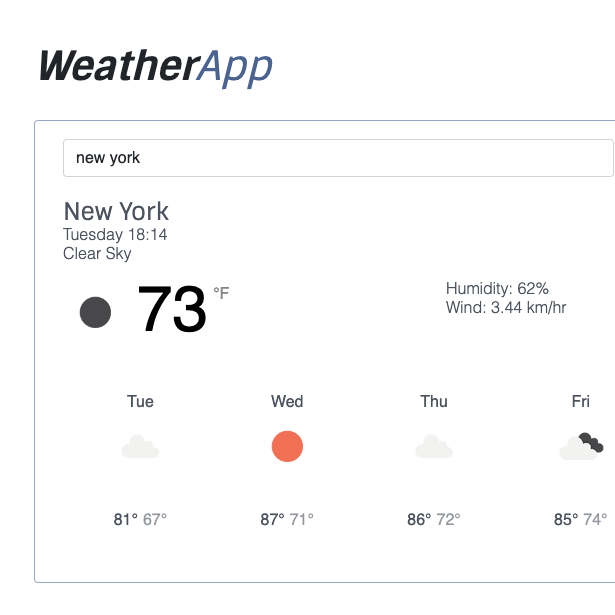 WeatherApp
new york
New York
Tuesday 18:14
Clear Sky
73 °F
Humidity: 62%
Wind: 3.44 km/hr
Tue Wed Thu Fri
81° 67° 87° 71° 86° 72° 85° 74°